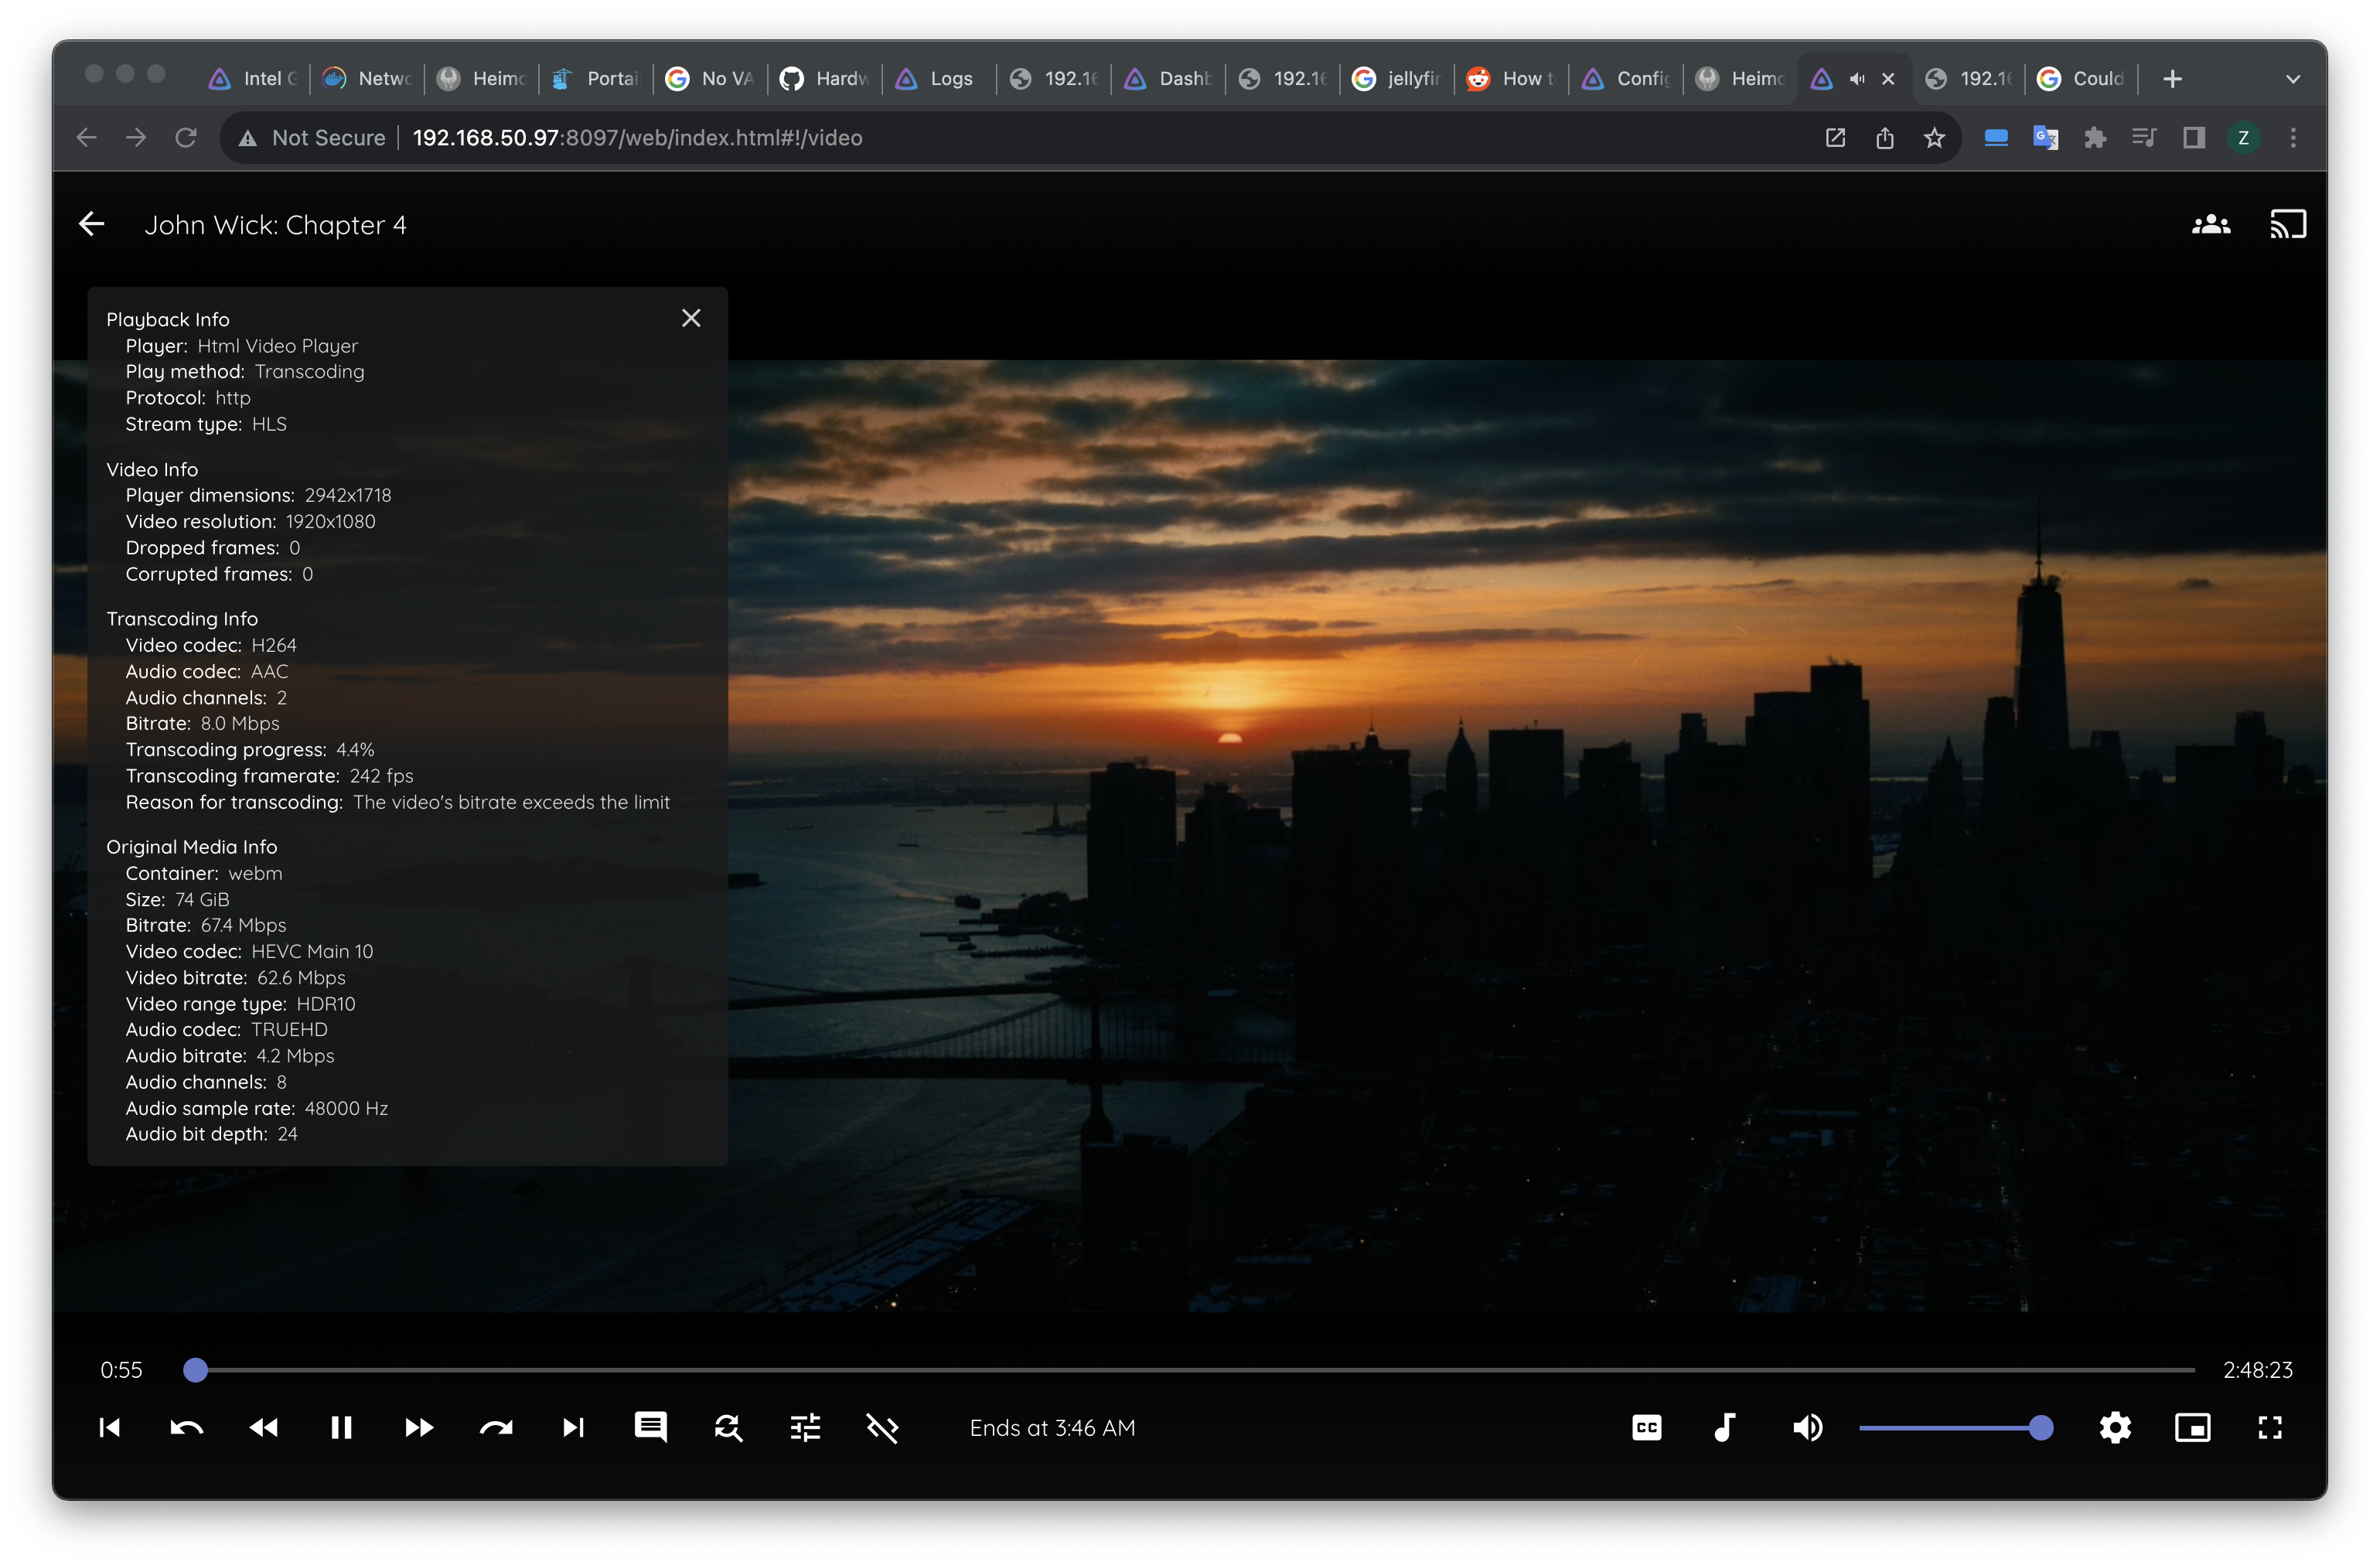 Intel G Netwo Heimd Portai No VA Hardw Logs 192.16 Dashb 192.16 jellyfin How to Config Heimd 192.16 Could
Not Secure 192.168.50.97:8097/web/index.html#!/video Z
John Wick: Chapter 4
Playback Info
Player: Html Video Player
Play method: Transcoding
Protocol: http
Stream type: HLS
Video Info
Player dimensions: 2942x1718
Video resolution: 1920x1080
Dropped frames: 0
Corrupted frames: 0
Transcoding Info
Video codec: H264
Audio codec: AAC
Audio channels: 2
Bitrate: 8.0 Mbps
Transcoding progress: 4.4%
Transcoding framerate: 242 fps
Reason for transcoding: The video's bitrate exceeds the limit
Original Media Info
Container: webm
Size: 74 GiB
Bitrate: 67.4 Mbps
Video codec: HEVC Main 10
Video bitrate: 62.6 Mbps
Video range type: HDR10
Audio codec: TRUEHD
Audio bitrate: 4.2 Mbps
Audio channels: 8
Audio sample rate: 48000 Hz
Audio bit depth: 24
0:55 2:48:23
Ends at 3:46 AM CC